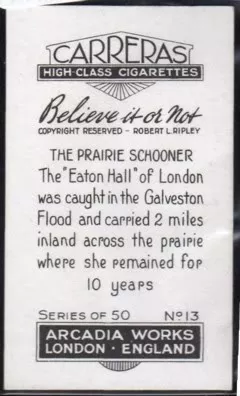 CARRERAS
HIGH-CLASS CIGARETTES
Believe it or Not
COPYRIGHT RESERVED - ROBERT L. RIPLEY
THE PRAIRIE SCHOONER
The "Eaton Hall" of London
was caught in the Galveston
Flood and carried 2 miles
inland across the prairie
where she remained for
10 years
SERIES OF 50 No 13
ARCADIA WORKS
LONDON · ENGLAND